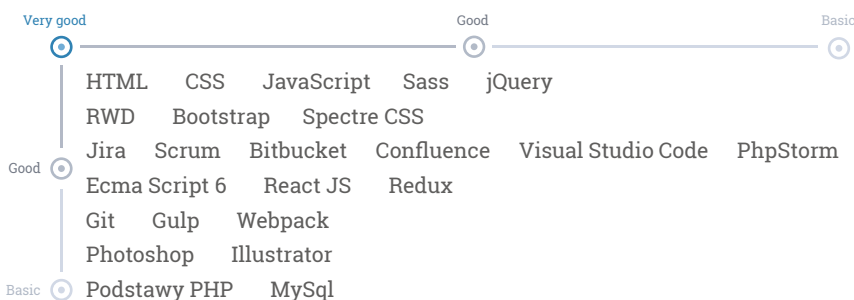 Very good Good Basic
HTML CSS JavaScript Sass jQuery
RWD Bootstrap Spectre CSS
Jira Scrum Bitbucket Confluence Visual Studio Code PhpStorm
Good
Ecma Script 6 React JS Redux
Git Gulp Webpack
Photoshop Illustrator
Basic Podstawy PHP MySql